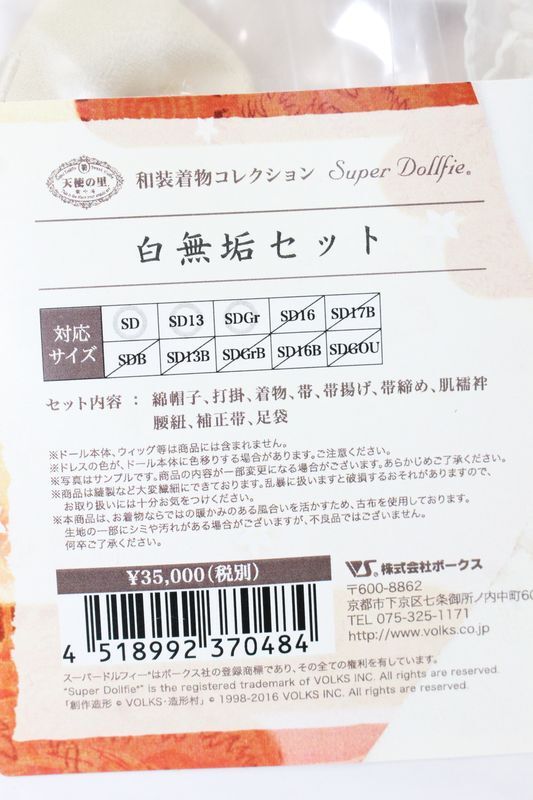 天使の里
和装着物コレクション Super Dollfie®
白無垢セット
対応サイズ SD SD13 SDGr SD16 SD17B
SDB SD13B SDGrB SD16B SDGOU
セット内容 ： 綿帽子、打掛、着物、帯、帯揚げ、帯締め、肌襦袢
腰紐、補正帯、足袋
※ドール本体、ウィッグ等は商品には含まれません。
※ドレスの色が、ドール本体に色移りする場合があります。ご注意ください。
※写真はサンプルです。商品の内容が一部変更になる場合がございます。あらかじめご了承ください。
※商品は縫製など大変繊細にできております。乱暴に扱いますと破損するおそれがありますので、
お取り扱いには十分お気をつけください。
※本商品は、お着物ならではの暖かみのある風合いを活かすため、古布を使用しております。
生地の一部にシミや汚れがある場合がございますが、不良品ではございません。
何卒ご了承ください。
¥35,000(税別)
4 518992 370484
VS® 株式会社ボークス
〒600-8862
京都市下京区七条御所ノ内中町60
TEL 075-325-1171
http://www.volks.co.jp
スーパードルフィー®はボークス社の登録商標であり、その全ての権利を有しています。
"Super Dollfie®" is the registered trademark of VOLKS INC. All rights are reserved.
「創作造形 © VOLKS・造形村」© 1998-2016 VOLKS INC. All rights are reserved.